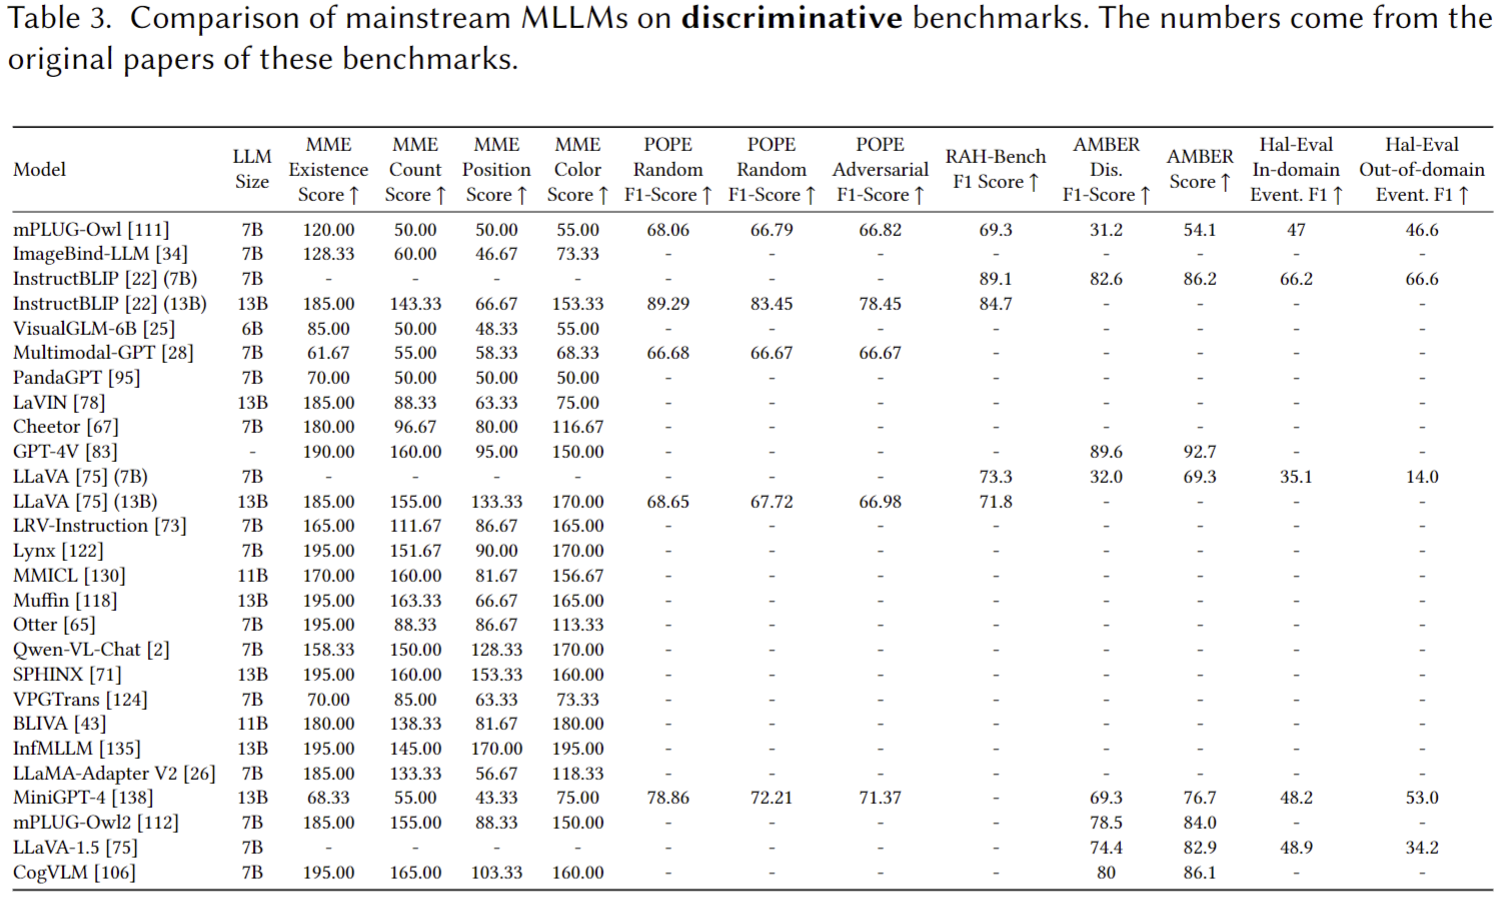 Table 3. Comparison of mainstream MLLMs on discriminative benchmarks. The numbers come from the
original papers of these benchmarks.
Model | LLM Size | MME Existence Score ↑ | MME Count Score ↑ | MME Position Score ↑ | MME Color Score ↑ | POPE Random F1-Score ↑ | POPE Random F1-Score ↑ | POPE Adversarial F1-Score ↑ | RAH-Bench F1 Score ↑ | AMBER Dis. F1-Score ↑ | AMBER Score ↑ | Hal-Eval In-domain Event. F1 ↑ | Hal-Eval Out-of-domain Event. F1 ↑
mPLUG-Owl [111] 7B 120.00 50.00 50.00 55.00 68.06 66.79 66.82 69.3 31.2 54.1 47 46.6
ImageBind-LLM [34] 7B 128.33 60.00 46.67 73.33 - - - - - - - -
InstructBLIP [22] (7B) 7B - - - - - - - 89.1 82.6 86.2 66.2 66.6
InstructBLIP [22] (13B) 13B 185.00 143.33 66.67 153.33 89.29 83.45 78.45 84.7 - - - -
VisualGLM-6B [25] 6B 85.00 50.00 48.33 55.00 - - - - - - - -
Multimodal-GPT [28] 7B 61.67 55.00 58.33 68.33 66.68 66.67 66.67 - - - - -
PandaGPT [95] 7B 70.00 50.00 50.00 50.00 - - - - - - - -
LaVIN [78] 13B 185.00 88.33 63.33 75.00 - - - - - - - -
Cheetor [67] 7B 180.00 96.67 80.00 116.67 - - - - - - - -
GPT-4V [83] - 190.00 160.00 95.00 150.00 - - - - 89.6 92.7 - -
LLaVA [75] (7B) 7B - - - - - - - 73.3 32.0 69.3 35.1 14.0
LLaVA [75] (13B) 13B 185.00 155.00 133.33 170.00 68.65 67.72 66.98 71.8 - - - -
LRV-Instruction [73] 7B 165.00 111.67 86.67 165.00 - - - - - - - -
Lynx [122] 7B 195.00 151.67 90.00 170.00 - - - - - - - -
MMICL [130] 11B 170.00 160.00 81.67 156.67 - - - - - - - -
Muffin [118] 13B 195.00 163.33 66.67 165.00 - - - - - - - -
Otter [65] 7B 195.00 88.33 86.67 113.33 - - - - - - - -
Qwen-VL-Chat [2] 7B 158.33 150.00 128.33 170.00 - - - - - - - -
SPHINX [71] 13B 195.00 160.00 153.33 160.00 - - - - - - - -
VPGTrans [124] 7B 70.00 85.00 63.33 73.33 - - - - - - - -
BLIVA [43] 11B 180.00 138.33 81.67 180.00 - - - - - - - -
InfMLLM [135] 13B 195.00 145.00 170.00 195.00 - - - - - - - -
LLaMA-Adapter V2 [26] 7B 185.00 133.33 56.67 118.33 - - - - - - - -
MiniGPT-4 [138] 13B 68.33 55.00 43.33 75.00 78.86 72.21 71.37 - 69.3 76.7 48.2 53.0
mPLUG-Owl2 [112] 7B 185.00 155.00 88.33 150.00 - - - - 78.5 84.0 - -
LLaVA-1.5 [75] 7B - - - - - - - - 74.4 82.9 48.9 34.2
CogVLM [106] 7B 195.00 165.00 103.33 160.00 - - - - 80 86.1 - -